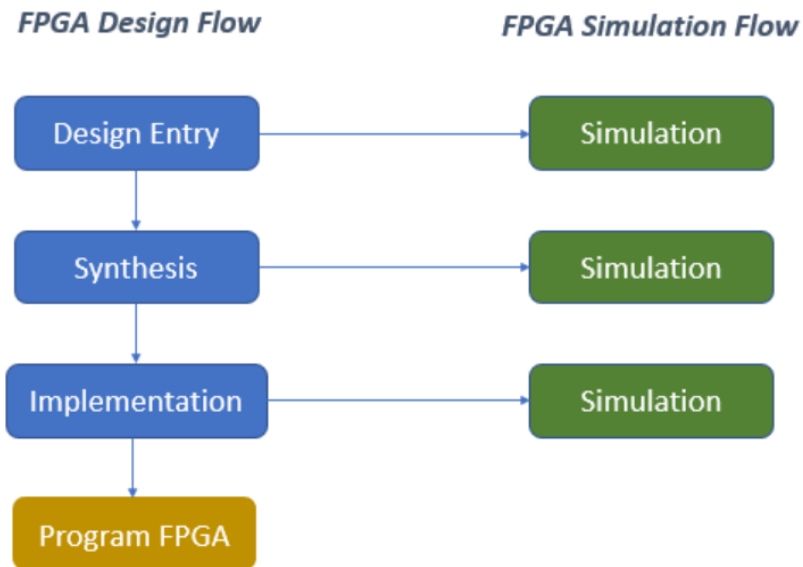 FPGA Design Flow
FPGA Simulation Flow
Design Entry
Simulation
Synthesis
Simulation
Implementation
Simulation
Program FPGA